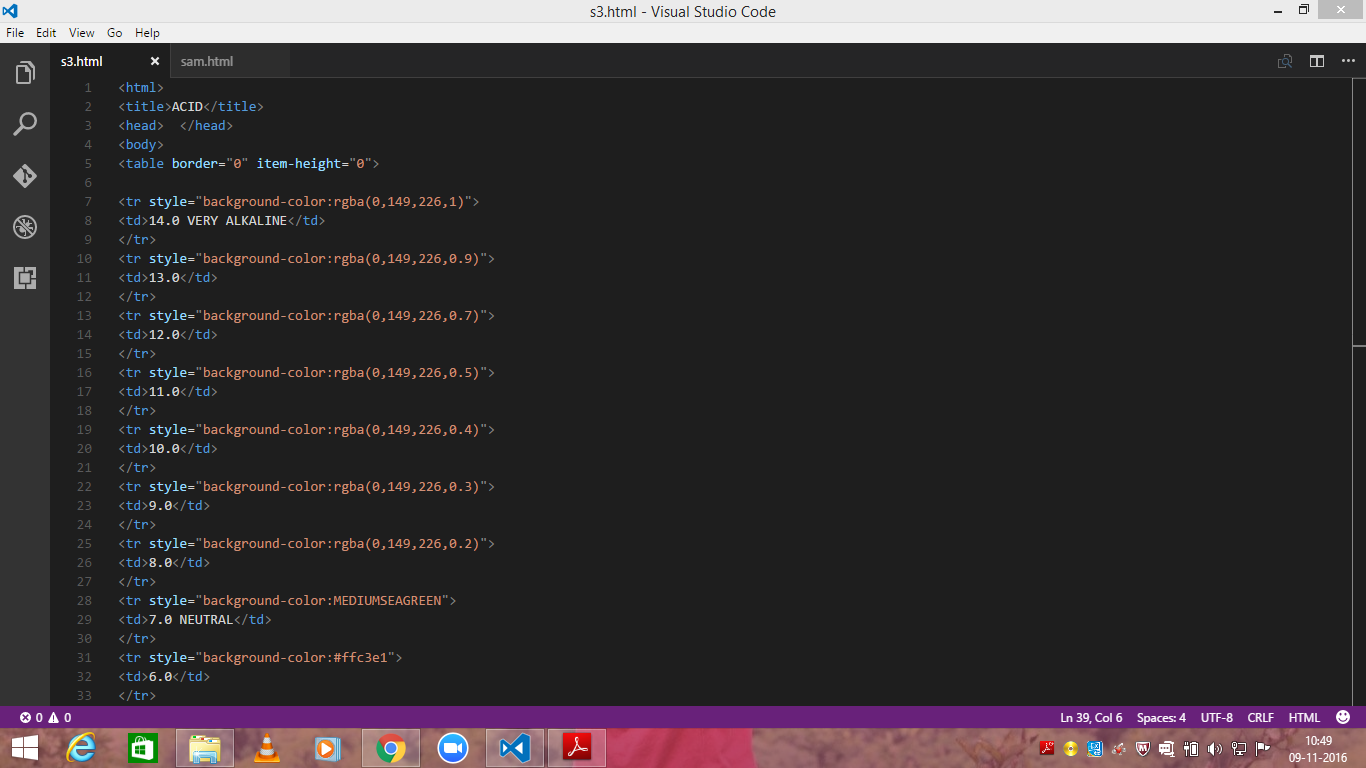 s3.html - Visual Studio Code
File Edit View Go Help
s3.html × sam.html
1 <html>
2 <title>ACID</title>
3 <head>  </head>
4 <body>
5 <table border="0" item-height="0">
6
7 <tr style="background-color:rgba(0,149,226,1)">
8 <td>14.0 VERY ALKALINE</td>
9 </tr>
10 <tr style="background-color:rgba(0,149,226,0.9)">
11 <td>13.0</td>
12 </tr>
13 <tr style="background-color:rgba(0,149,226,0.7)">
14 <td>12.0</td>
15 </tr>
16 <tr style="background-color:rgba(0,149,226,0.5)">
17 <td>11.0</td>
18 </tr>
19 <tr style="background-color:rgba(0,149,226,0.4)">
20 <td>10.0</td>
21 </tr>
22 <tr style="background-color:rgba(0,149,226,0.3)">
23 <td>9.0</td>
24 </tr>
25 <tr style="background-color:rgba(0,149,226,0.2)">
26 <td>8.0</td>
27 </tr>
28 <tr style="background-color:MEDIUMSEAGREEN">
29 <td>7.0 NEUTRAL</td>
30 </tr>
31 <tr style="background-color:#ffc3e1">
32 <td>6.0</td>
33 </tr>
0 0 Ln 39, Col 6 Spaces: 4 UTF-8 CRLF HTML
10:49
09-11-2016